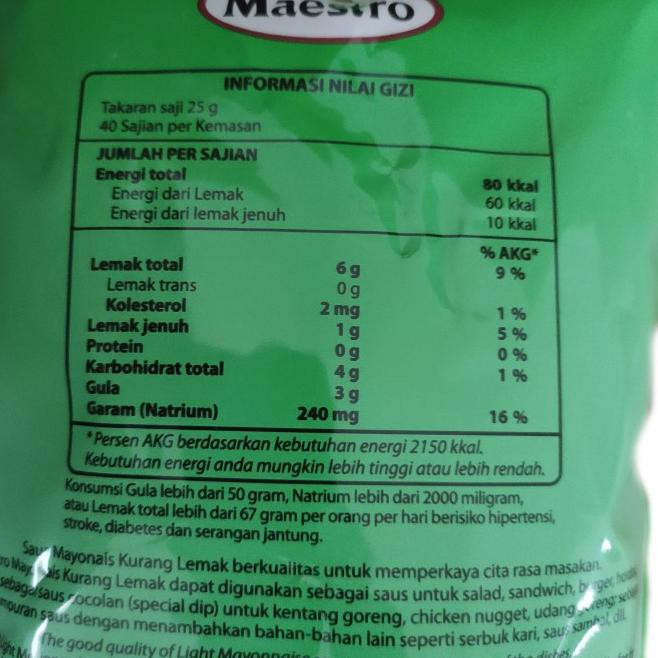 Maestro
INFORMASI NILAI GIZI
Takaran saji 25 g
40 Sajian per Kemasan
JUMLAH PER SAJIAN
Energi total 80 kkal
Energi dari Lemak 60 kkal
Energi dari lemak jenuh 10 kkal
% AKG*
Lemak total 6 g 9 %
Lemak trans 0 g
Kolesterol 2 mg 1 %
Lemak jenuh 1 g 5 %
Protein 0 g 0 %
Karbohidrat total 4 g 1 %
Gula 3 g
Garam (Natrium) 240 mg 16 %
*Persen AKG berdasarkan kebutuhan energi 2150 kkal.
Kebutuhan energi anda mungkin lebih tinggi atau lebih rendah.
Konsumsi Gula lebih dari 50 gram, Natrium lebih dari 2000 miligram,
atau Lemak total lebih dari 67 gram per orang per hari berisiko hipertensi,
stroke, diabetes dan serangan jantung.
Saus Mayonais Kurang Lemak berkualitas untuk memperkaya cita rasa masakan.
Kurang Lemak dapat digunakan sebagai saus untuk salad, sandwich, burger,
sebagai saus cocolan (special dip) untuk kentang goreng, chicken nugget, udang goreng;
saus dengan menambahkan bahan-bahan lain seperti serbuk kari, saus sambal, dll.
The good quality of Light Mayonnaise
dishes.